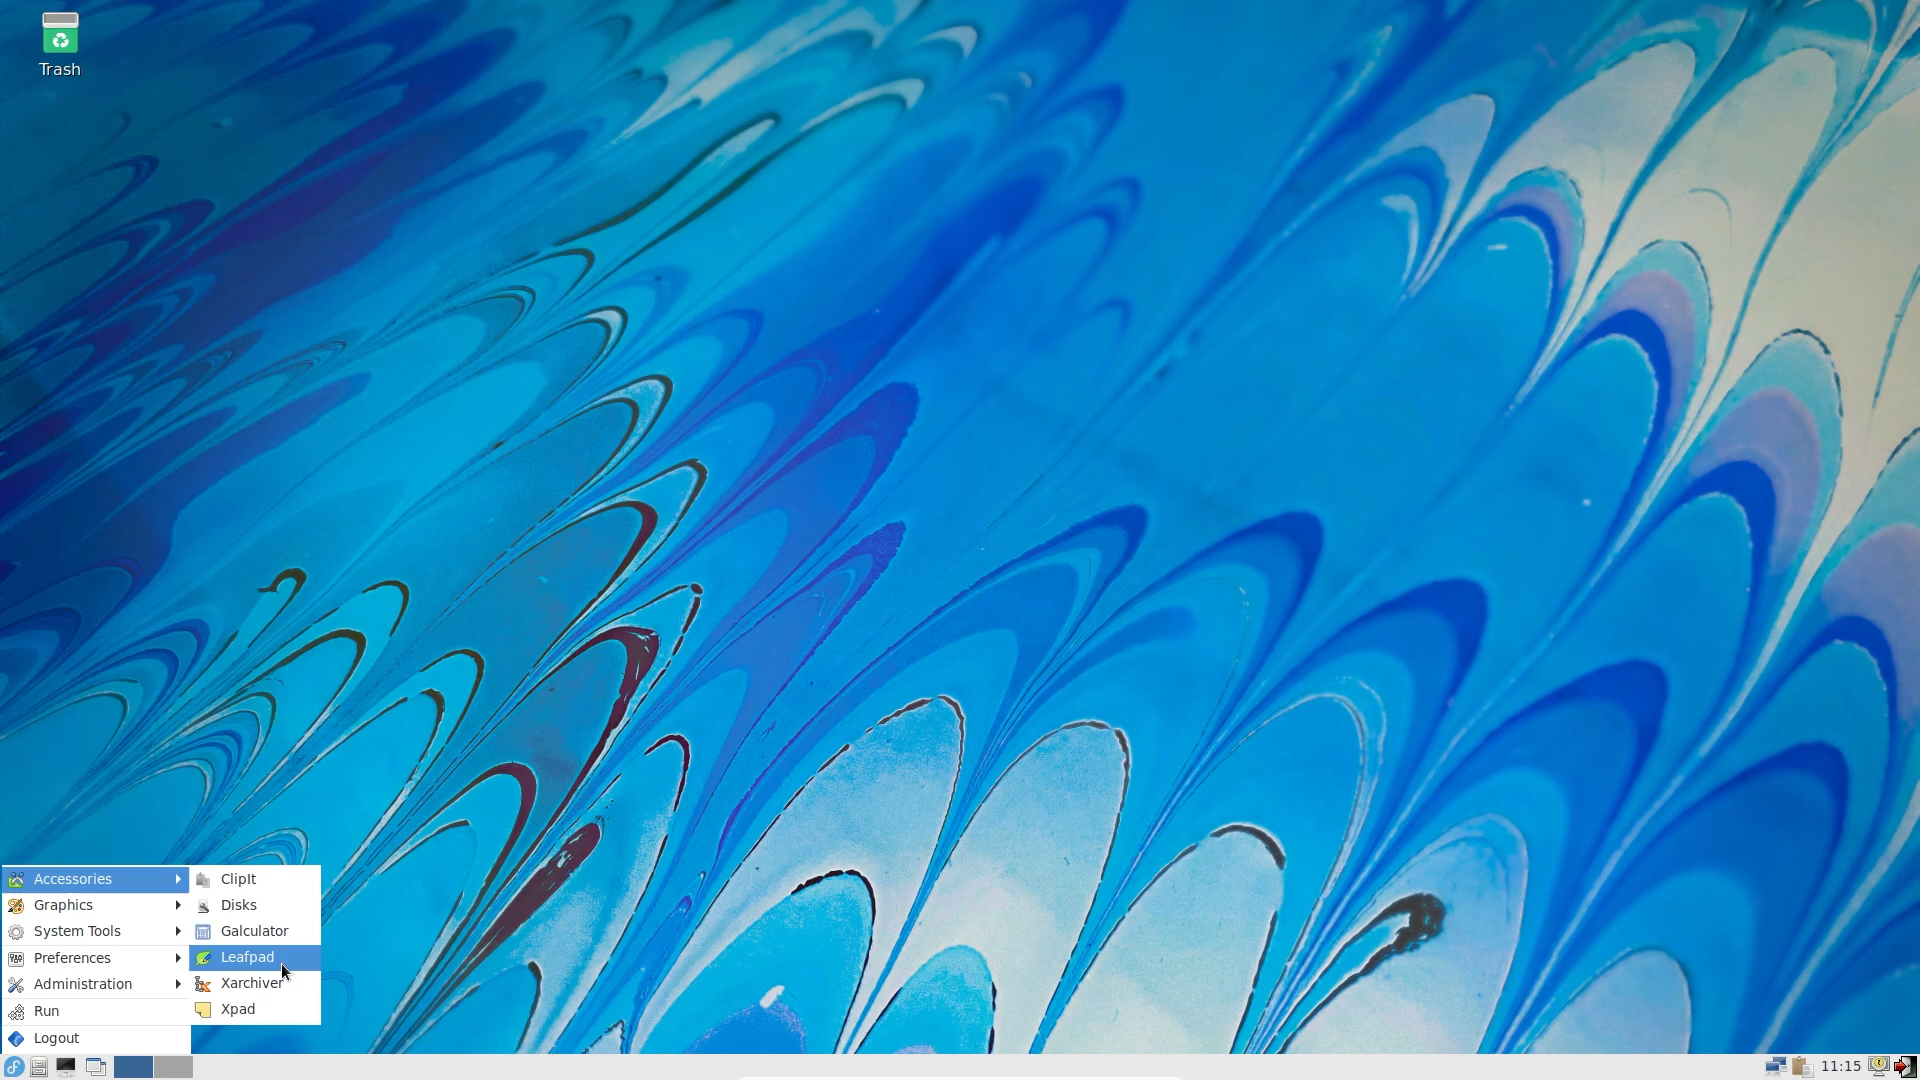 Trash
Accessories
Graphics
System Tools
Preferences
Administration
Run
Logout
ClipIt
Disks
Galculator
Leafpad
Xarchiver
Xpad
11:15